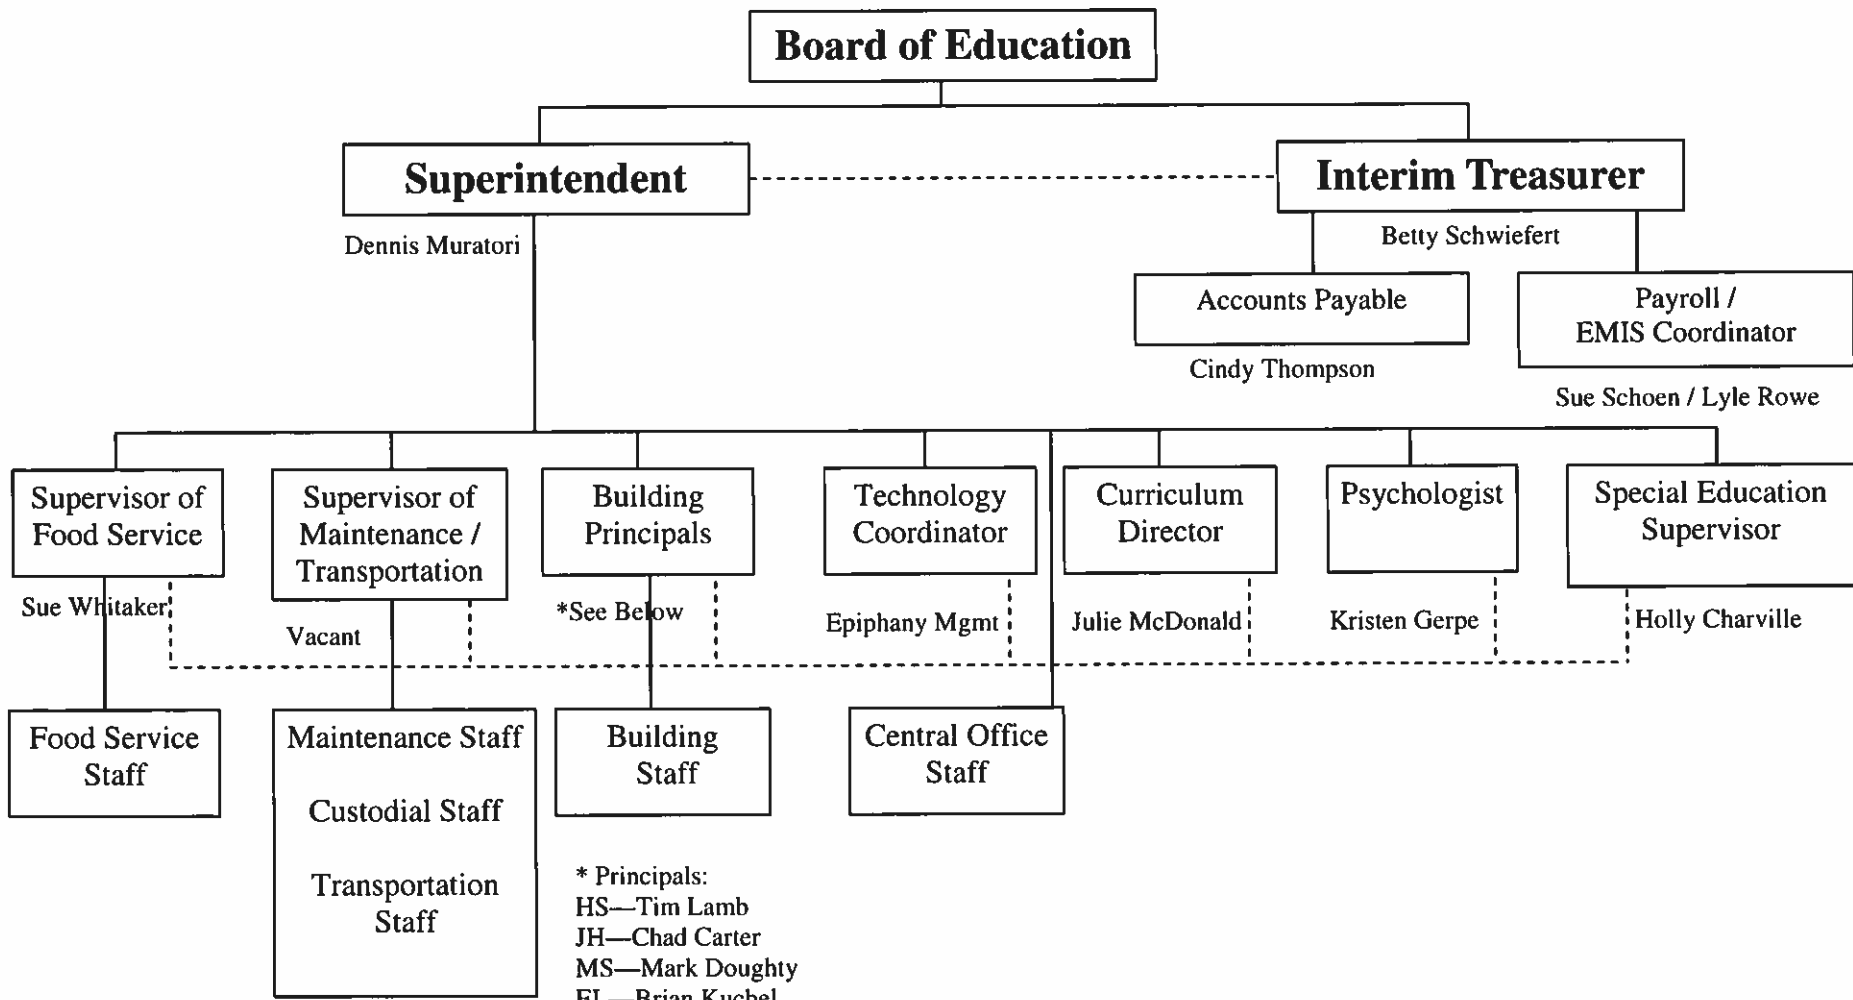 Board of Education
Superintendent
Interim Treasurer
Dennis Muratori
Betty Schwiefert
Accounts Payable
Payroll /
EMIS Coordinator
Cindy Thompson
Sue Schoen / Lyle Rowe
Supervisor of
Food Service
Sue Whitaker
Supervisor of
Maintenance /
Transportation
Vacant
Building
Principals
*See Below
Technology
Coordinator
Epiphany Mgmt
Curriculum
Director
Julie McDonald
Psychologist
Kristen Gerpe
Special Education
Supervisor
Holly Charville
Food Service
Staff
Maintenance Staff
Custodial Staff
Transportation
Staff
Building
Staff
Central Office
Staff
* Principals:
HS—Tim Lamb
JH—Chad Carter
MS—Mark Doughty
EL—Brian